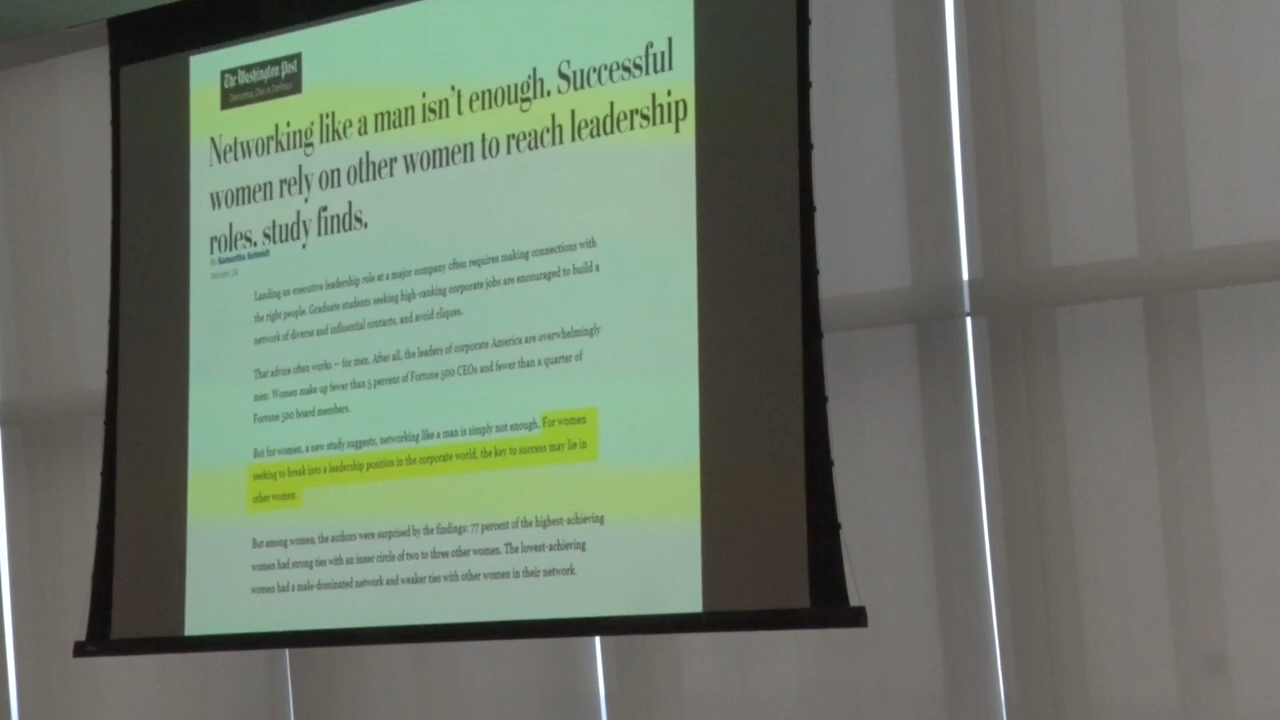 The Washington Post
Democracy Dies in Darkness
Networking like a man isn't enough. Successful
women rely on other women to reach leadership
roles, study finds.
By Samantha Schmidt
January 24
Landing an executive leadership role at a major company often requires making connections with
the right people. Graduate students seeking high-ranking corporate jobs are encouraged to build a
network of diverse and influential contacts, and avoid cliques.
That advice often works — for men. After all, the leaders of corporate America are overwhelmingly
men: Women make up fewer than 5 percent of Fortune 500 CEOs and fewer than a quarter of
Fortune 500 board members.
But for women, a new study suggests, networking like a man is simply not enough. For women
seeking to break into a leadership position in the corporate world, the key to success may lie in
other women.
But among women, the authors were surprised by the findings: 77 percent of the highest-achieving
women had strong ties with an inner circle of two to three other women. The lowest-achieving
women had a male-dominated network and weaker ties with other women in their network.